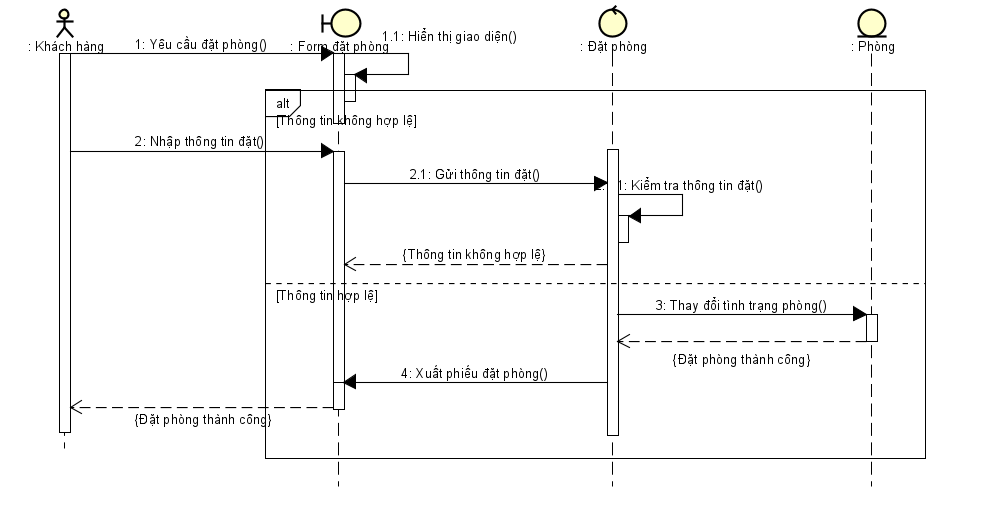 : Khách hàng
: Form đặt phòng
: Đặt phòng
: Phòng
1: Yêu cầu đặt phòng()
1.1: Hiển thị giao diện()
alt
[Thông tin không hợp lệ]
2: Nhập thông tin đặt()
2.1: Gửi thông tin đặt()
1: Kiểm tra thông tin đặt()
{Thông tin không hợp lệ}
[Thông tin hợp lệ]
3: Thay đổi tình trạng phòng()
{Đặt phòng thành công}
4: Xuất phiếu đặt phòng()
{Đặt phòng thành công}